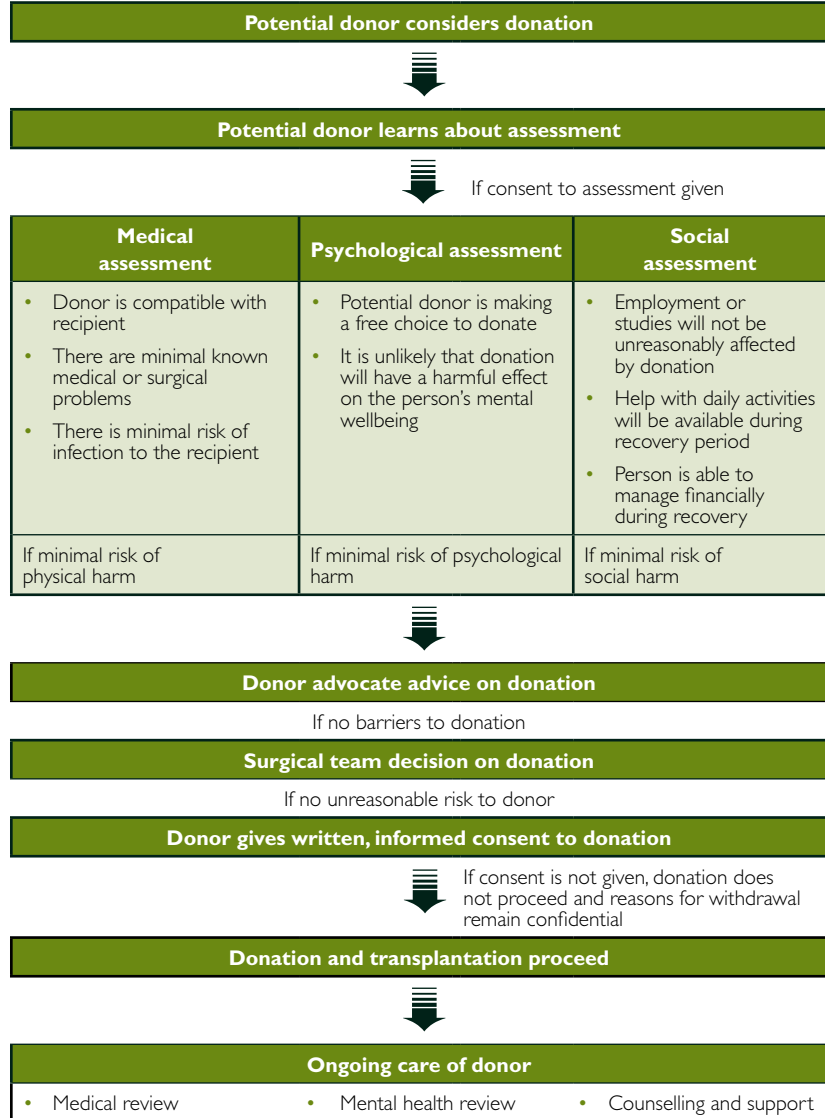 Potential donor considers donation
Potential donor learns about assessment
If consent to assessment given
Medical
assessment
• Donor is compatible with
recipient
• There are minimal known
medical or surgical
problems
• There is minimal risk of
infection to the recipient
If minimal risk of
physical harm
Psychological assessment
• Potential donor is making
a free choice to donate
• It is unlikely that donation
will have a harmful effect
on the person's mental
wellbeing
If minimal risk of psychological
harm
Social
assessment
• Employment or
studies will not be
unreasonably affected
by donation
• Help with daily activities
will be available during
recovery period
• Person is able to
manage financially
during recovery
If minimal risk of
social harm
Donor advocate advice on donation
If no barriers to donation
Surgical team decision on donation
If no unreasonable risk to donor
Donor gives written, informed consent to donation
If consent is not given, donation does
not proceed and reasons for withdrawal
remain confidential
Donation and transplantation proceed
Ongoing care of donor
• Medical review
• Mental health review
• Counselling and support